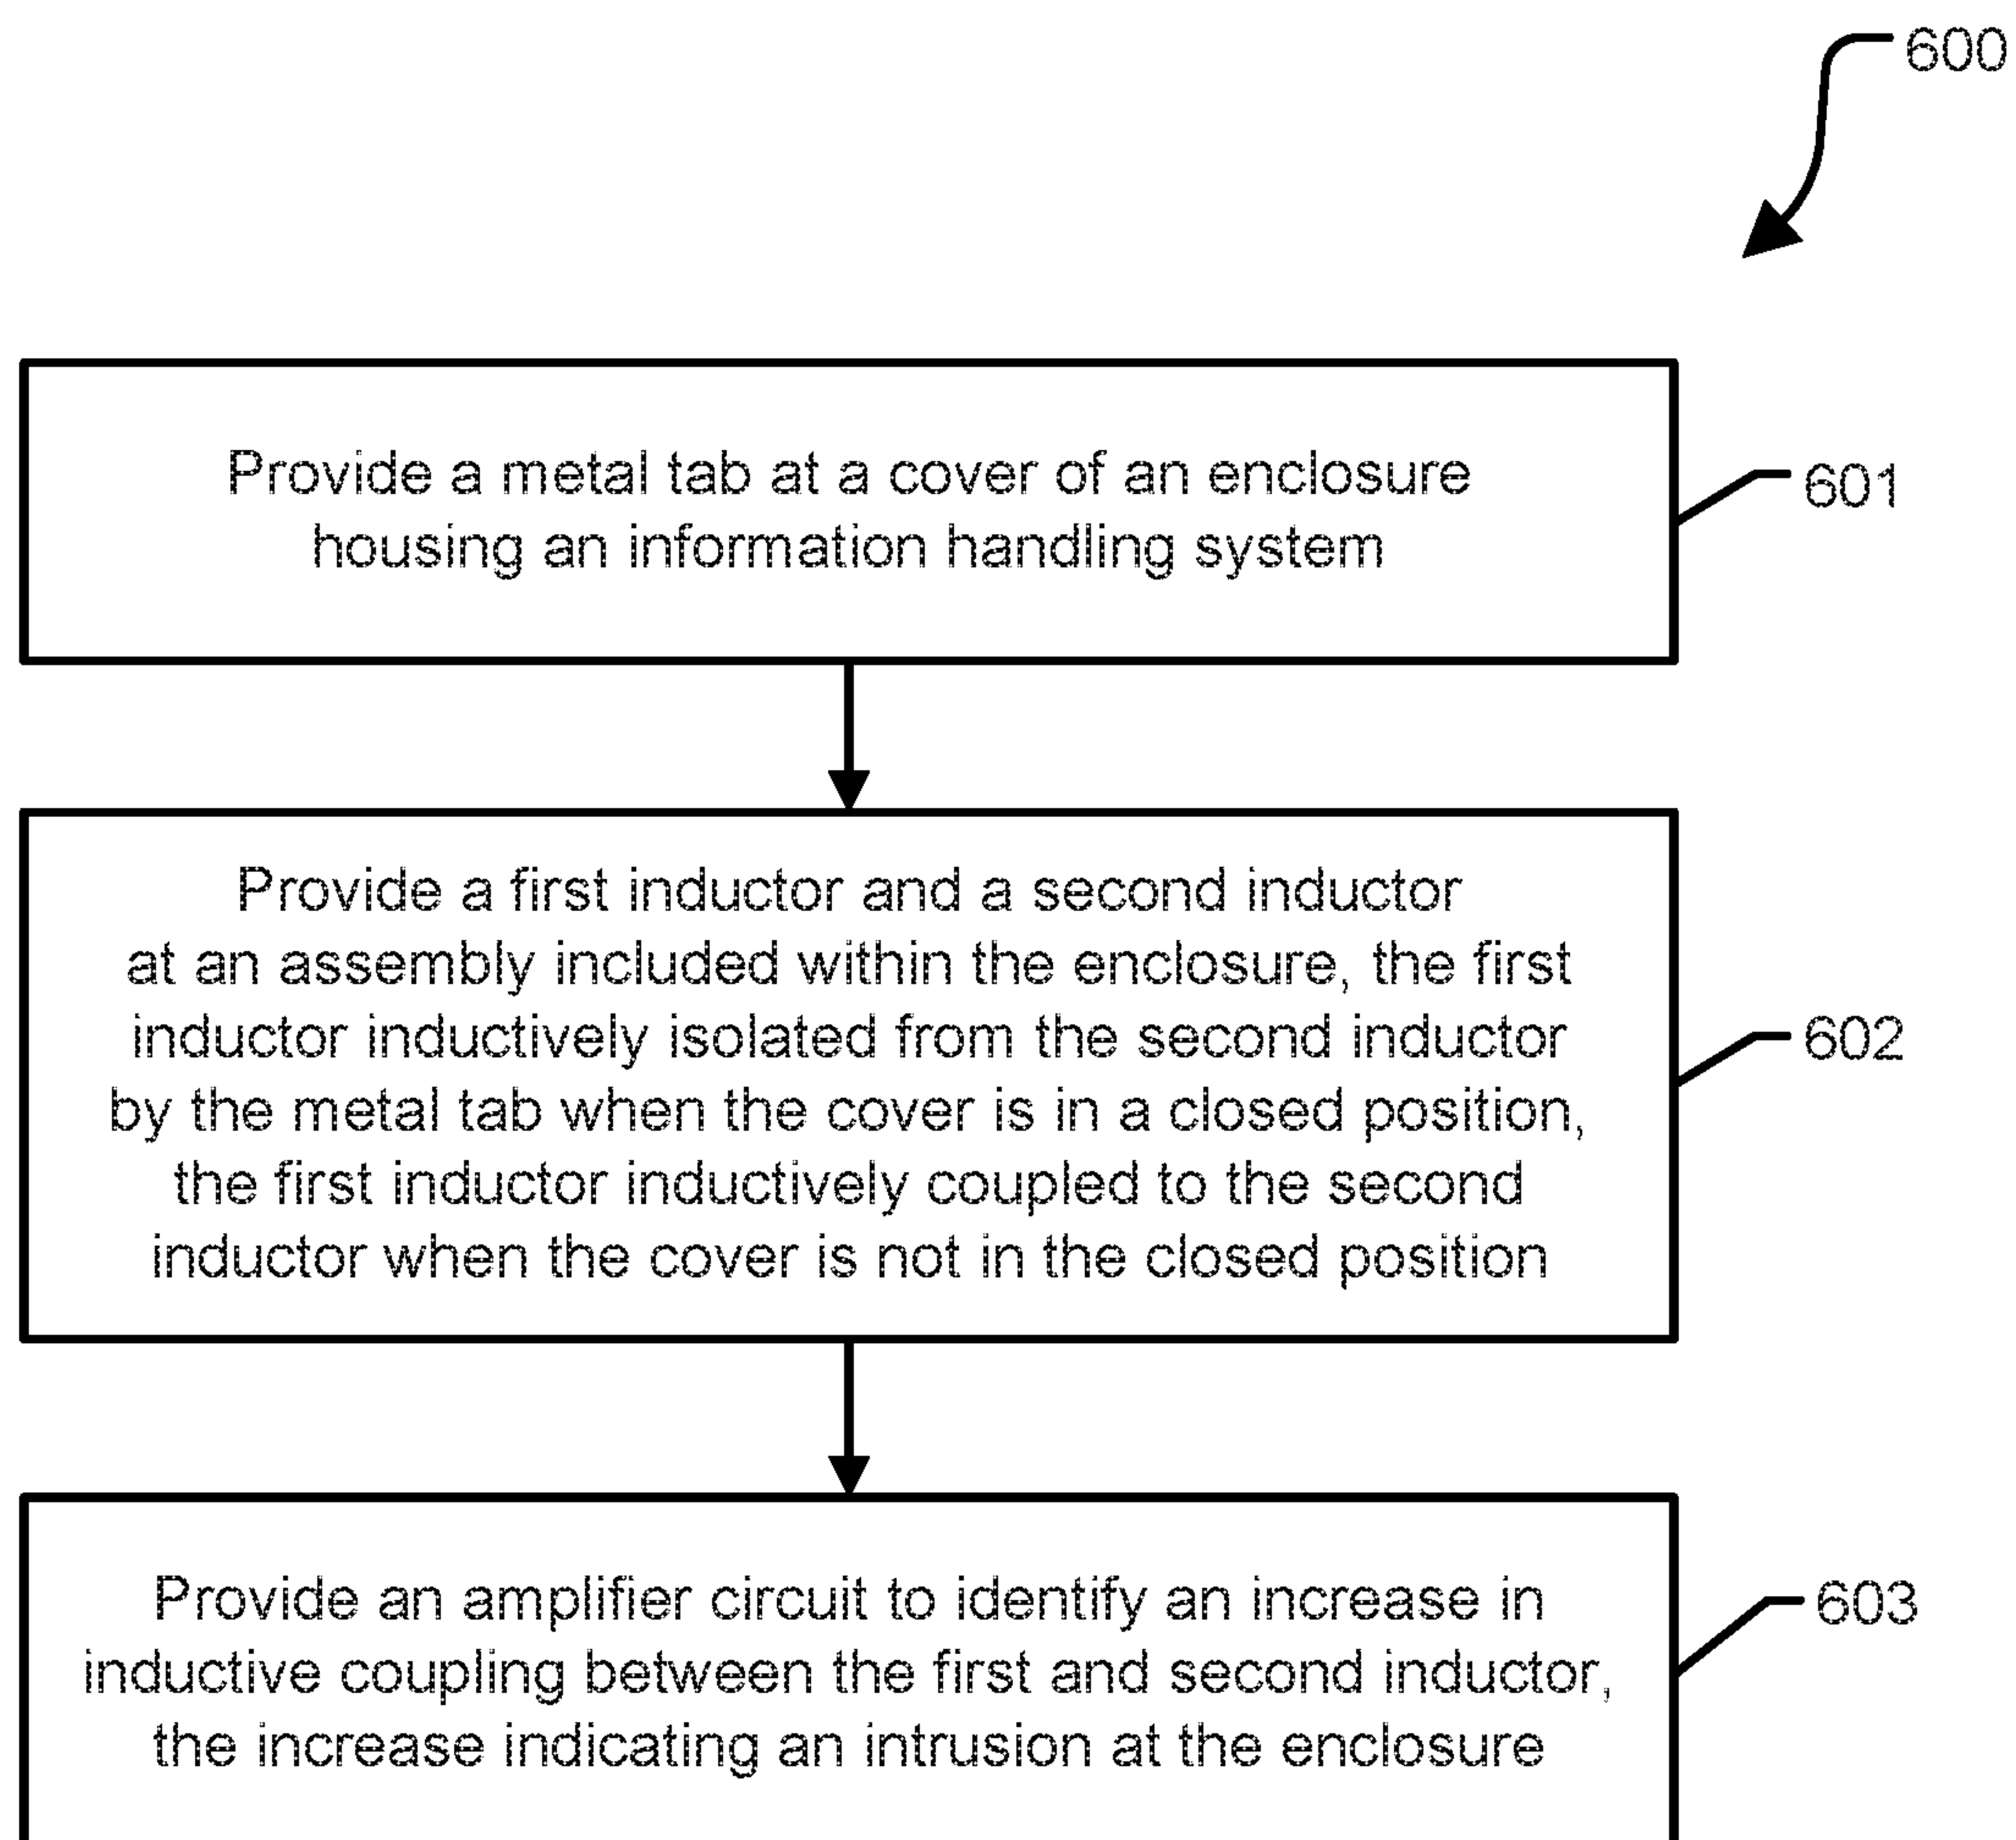 600
Provide a metal tab at a cover of an enclosure
housing an information handling system
601
Provide a first inductor and a second inductor
at an assembly included within the enclosure, the first
inductor inductively isolated from the second inductor
by the metal tab when the cover is in a closed position,
the first inductor inductively coupled to the second
inductor when the cover is not in the closed position
602
Provide an amplifier circuit to identify an increase in
inductive coupling between the first and second inductor,
the increase indicating an intrusion at the enclosure
603